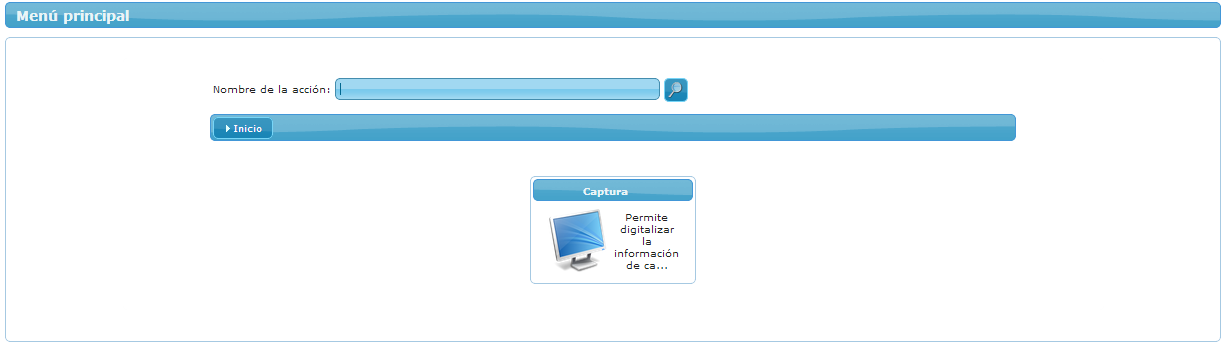 Menú principal
Nombre de la acción:
Inicio
Captura
Permite
digitalizar
la
información
de ca...